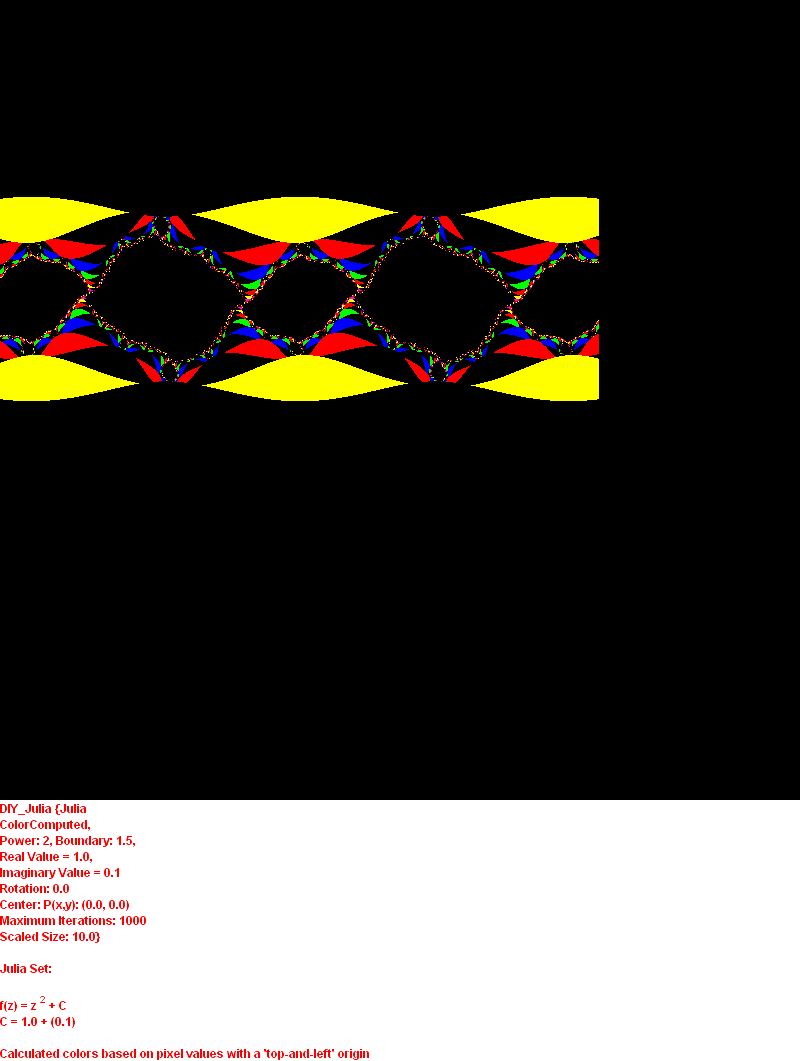 DIY_Julia {Julia
ColorComputed,
Power: 2, Boundary: 1.5,
Real Value = 1.0,
Imaginary Value = 0.1
Rotation: 0.0
Center: P(x,y): (0.0, 0.0)
Maximum Iterations: 1000
Scaled Size: 10.0}
Julia Set:
f(z) = z ² + C
C = 1.0 + (0.1)
Calculated colors based on pixel values with a 'top-and-left' origin